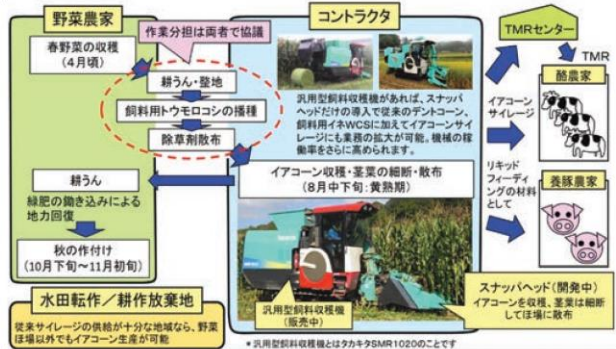 野菜農家
春野菜の収穫
(4月頃)
作業分担は両者で協議
耕うん・整地
飼料用トウモロコシの播種
除草剤散布
耕うん
緑肥の鋤き込みによる
地力回復
秋の作付け
(10月下旬〜11月初旬)
水田転作/耕作放棄地
従来サイレージの供給が十分な地域なら、野菜
ほ場以外でもイアコーン生産が可能
コントラクタ
汎用型飼料収穫機があれば、スナッパ
ヘッドだけの導入で従来のデントコーン、
飼料用イネWCSに加えてイアコーンサイ
レージにも業務の拡大が可能。機械の稼
働率をさらに高められます。
イアコーン収穫・茎葉の細断・散布
(8月中下旬:黄熟期)
汎用型飼料収穫機
(販売中)
スナッパヘッド(開発中)
イアコーンを収穫、茎葉は細断
してほ場に散布
* 汎用型飼料収穫機とはタカキタSMR1020のことです
TMRセンター
TMR
イアコーン
サイレージ
酪農家
リキッド
フィーディ
ングの材料
として
養豚農家